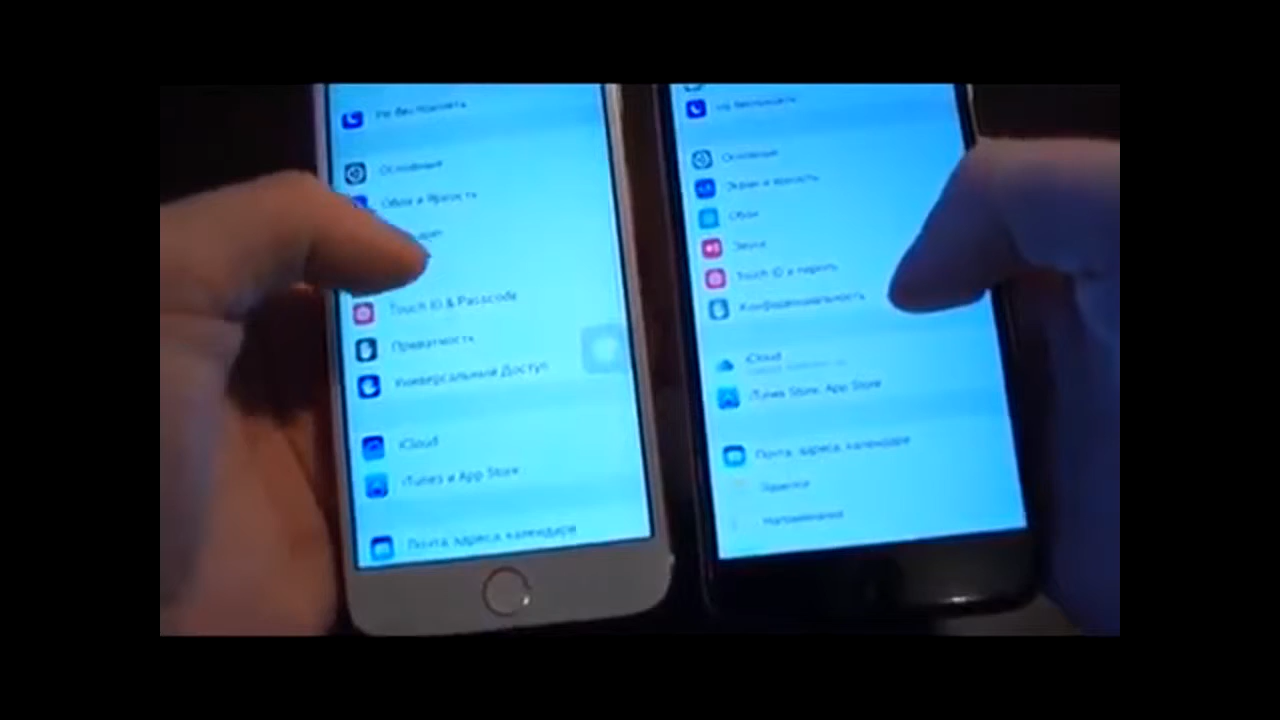 Не беспокоить
Основные
Обои и Яркость
Touch ID & Passcode
Приватность
Универсальный Доступ
iCloud
iTunes и App Store
Почта, адреса, календари
Не беспокоить
Основные
Экран и яркость
Обои
Звуки
Touch ID и пароль
Конфиденциальность
iCloud
iTunes Store, App Store
Почта, адреса, календари
Заметки
Напоминания